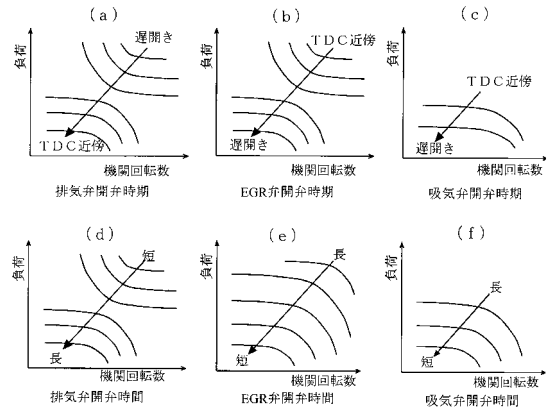 (a)
負荷
遅開き
TDC近傍
機関回転数
排気弁開弁時期
(b)
負荷
TDC近傍
遅開き
機関回転数
EGR弁開弁時期
(c)
負荷
TDC近傍
遅開き
機関回転数
吸気弁開弁時期
(d)
負荷
短
長
機関回転数
排気弁開弁時間
(e)
負荷
長
短
機関回転数
EGR弁開弁時間
(f)
負荷
長
短
機関回転数
吸気弁開弁時間